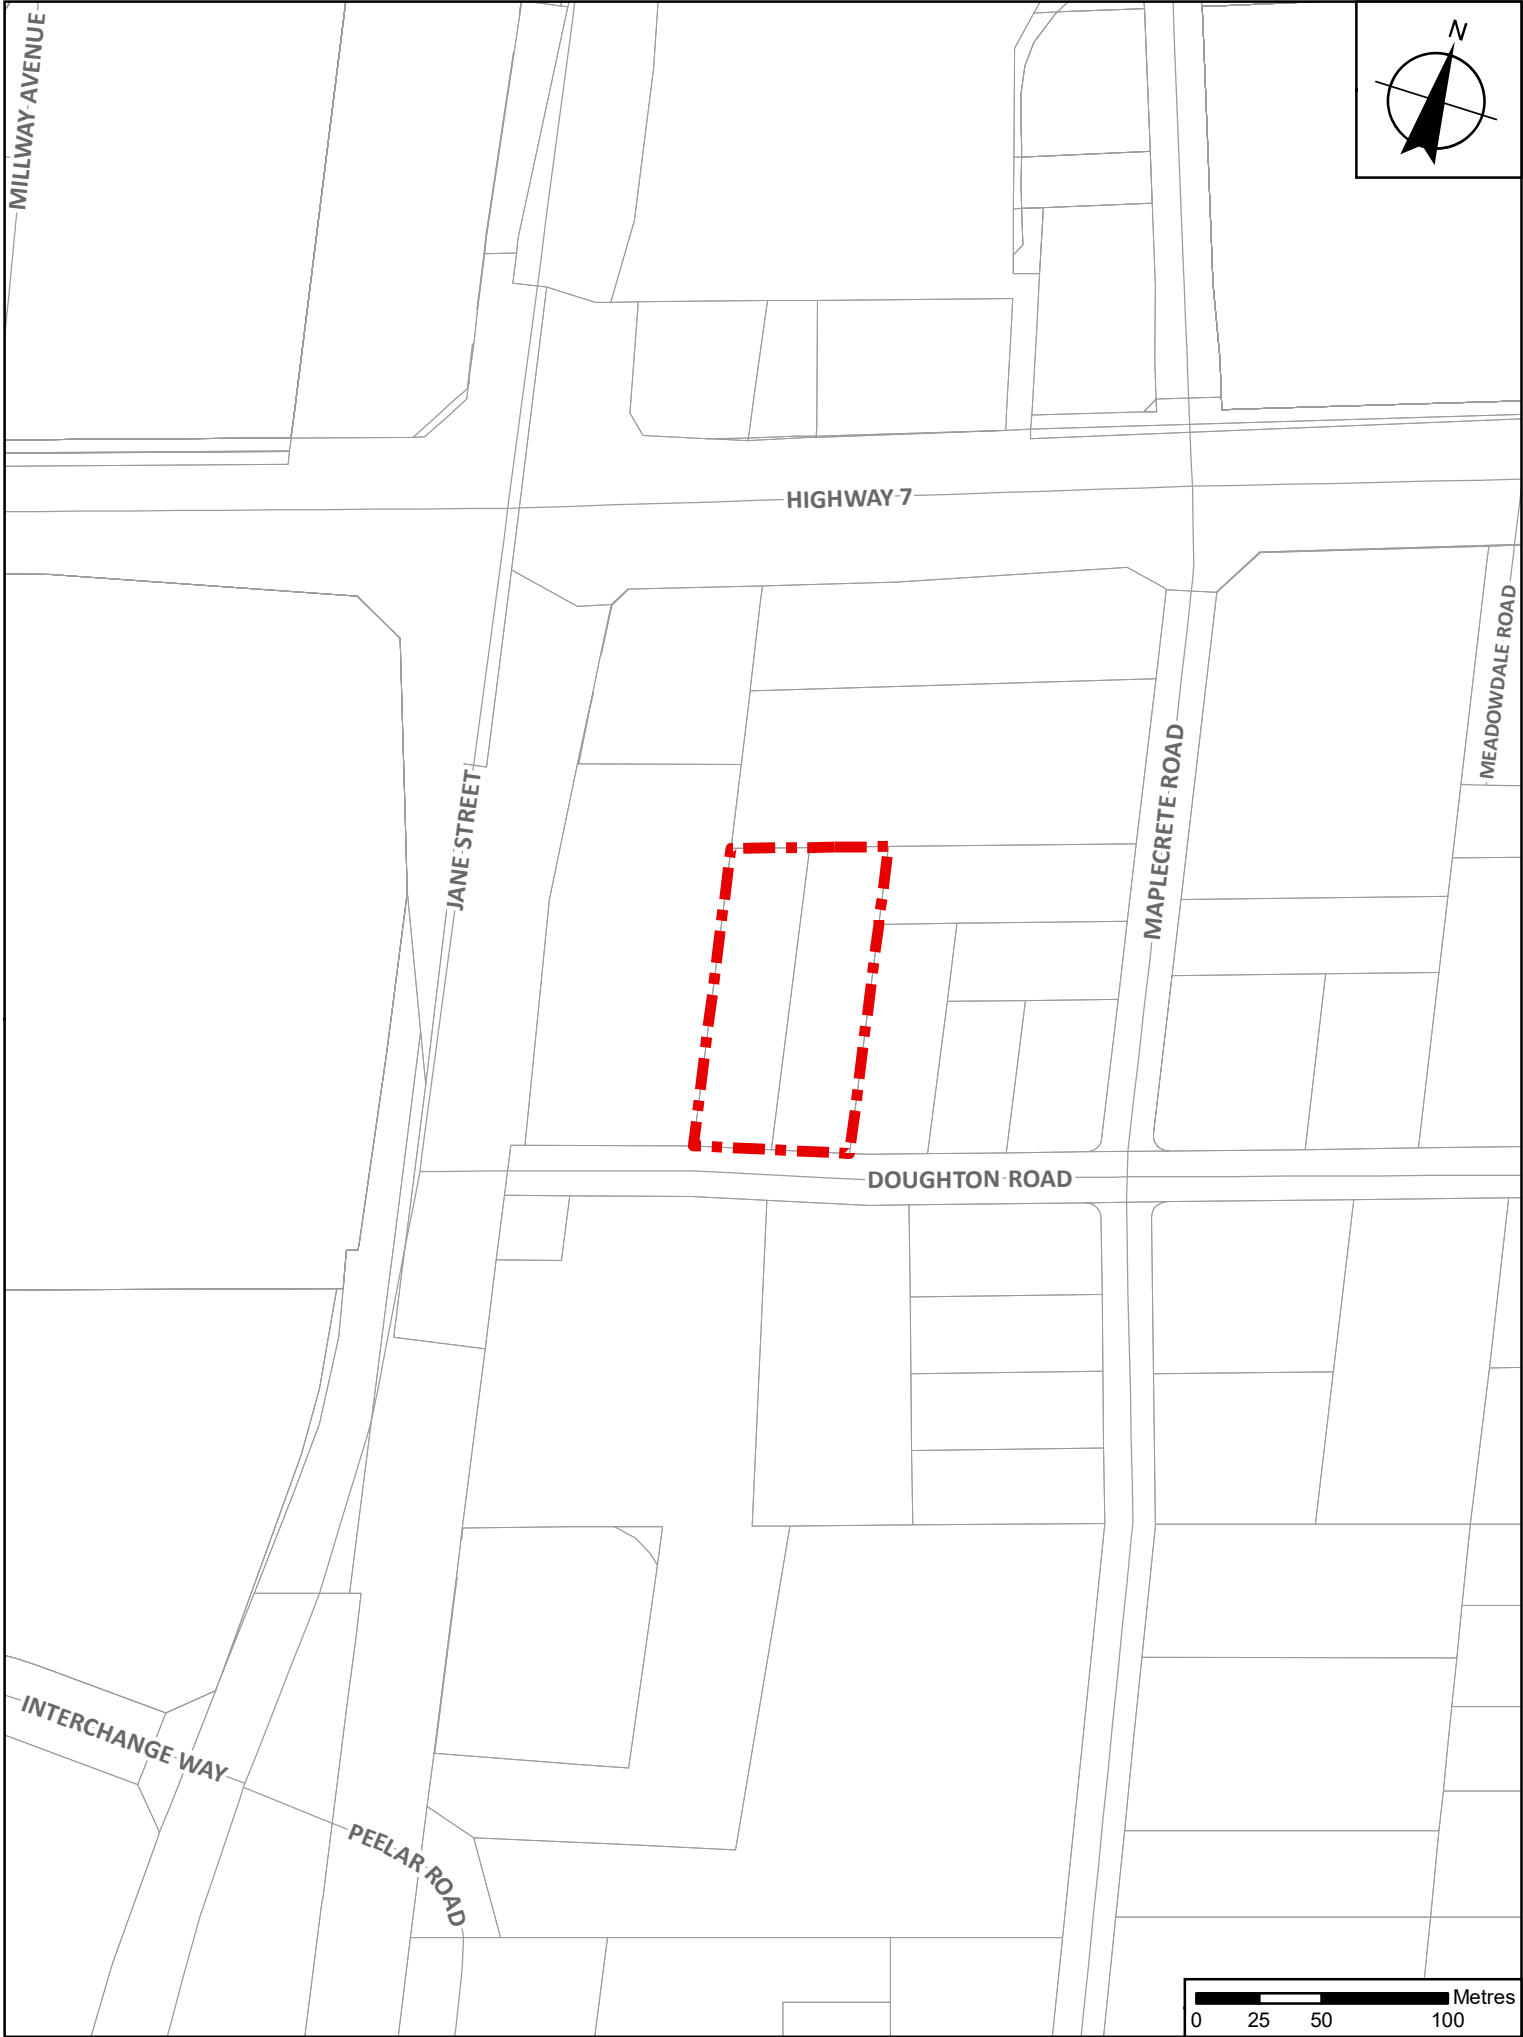 N
MILLWAY AVENUE
HIGHWAY 7
MEADOWDALE ROAD
MAPLECRETE ROAD
JANE STREET
DOUGHTON ROAD
INTERCHANGE WAY
PEELAR ROAD
Metres
0 25 50 100